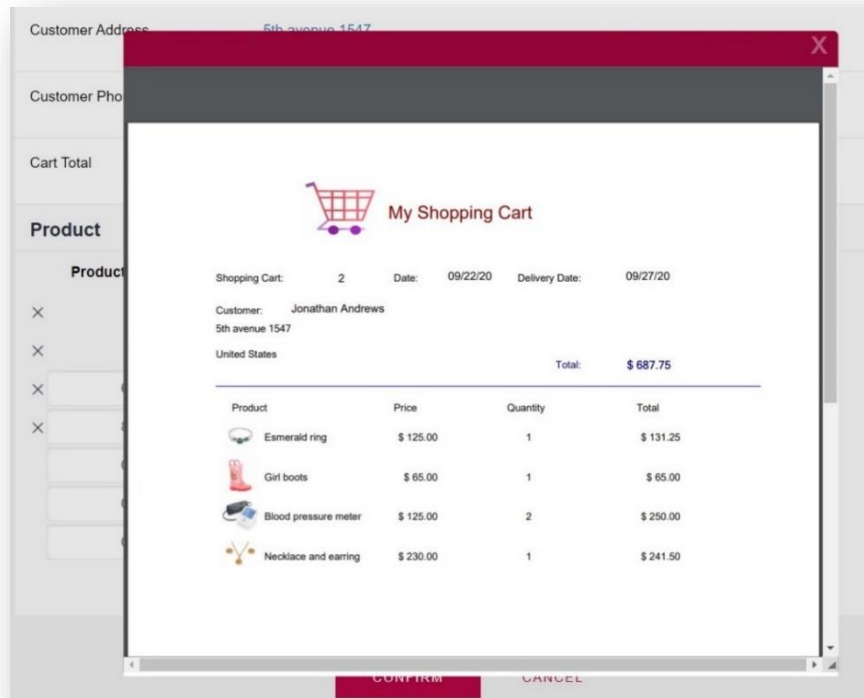 Customer Address 5th avenue 1547
X
Customer Pho
Cart Total
Product
Product
My Shopping Cart
Shopping Cart: 2 Date: 09/22/20 Delivery Date: 09/27/20
Customer: Jonathan Andrews
5th avenue 1547
United States
Total: $ 687.75
Product Price Quantity Total
Esmerald ring $ 125.00 1 $ 131.25
Girl boots $ 65.00 1 $ 65.00
Blood pressure meter $ 125.00 2 $ 250.00
Necklace and earring $ 230.00 1 $ 241.50
CONFIRM CANCEL